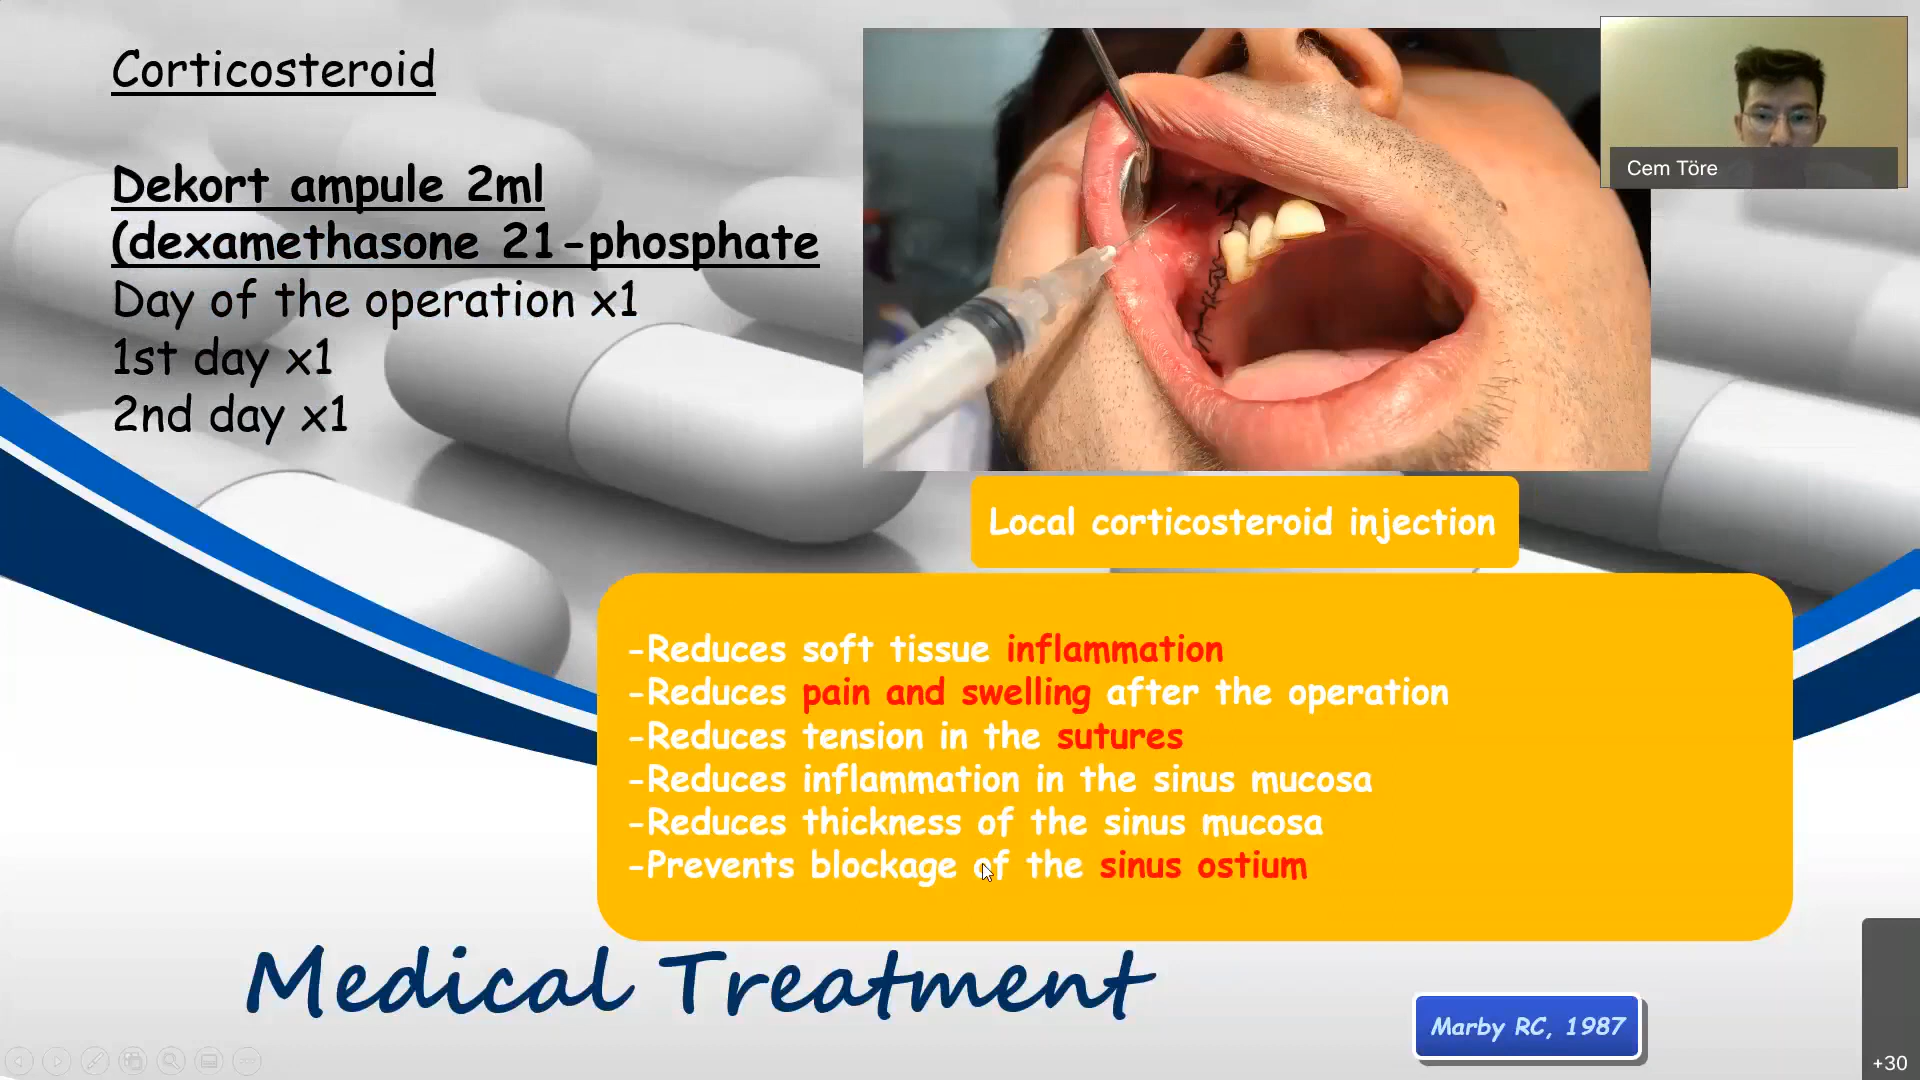 Corticosteroid
Dekort ampule 2ml
(dexamethasone 21-phosphate
Day of the operation x1
1st day x1
2nd day x1
Cem Töre
Local corticosteroid injection
-Reduces soft tissue inflammation
-Reduces pain and swelling after the operation
-Reduces tension in the sutures
-Reduces inflammation in the sinus mucosa
-Reduces thickness of the sinus mucosa
-Prevents blockage of the sinus ostium
Medical Treatment
Marby RC, 1987
+30